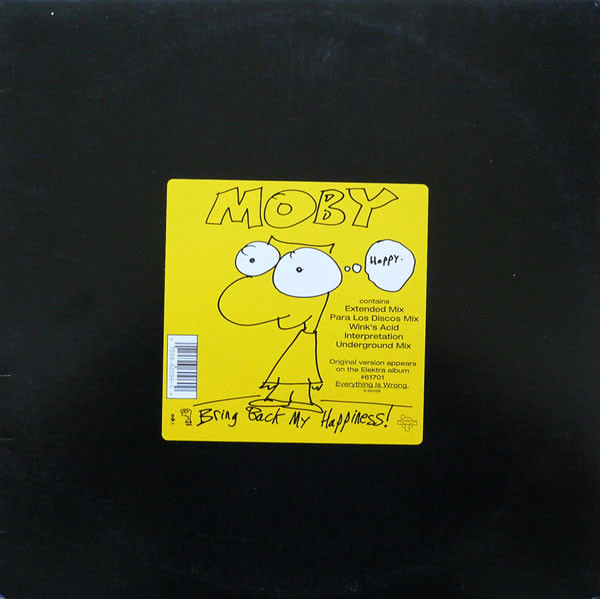 MOBY
Happy.
contains
Extended Mix
Para Los Discos Mix
Wink's Acid
Interpretation
Underground Mix
Original version appears
on the Elektra album
#61701
Everything Is Wrong.
Bring Back My Happiness!